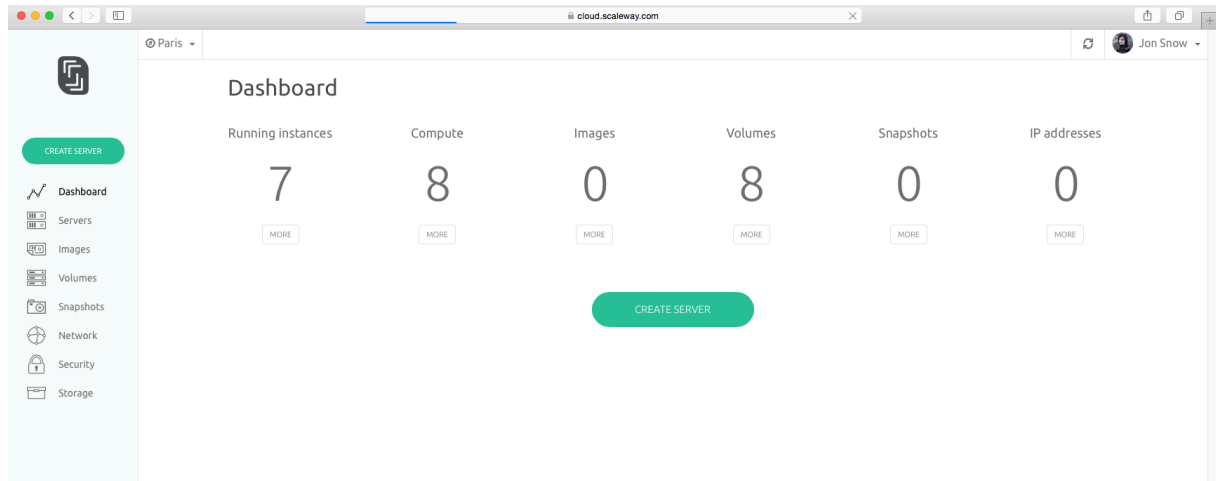 cloud.scaleway.com
Paris
Jon Snow
CREATE SERVER
Dashboard
Servers
Images
Volumes
Snapshots
Network
Security
Storage
Dashboard
Running instances Compute Images Volumes Snapshots IP addresses
7 8 0 8 0 0
MORE MORE MORE MORE MORE MORE
CREATE SERVER